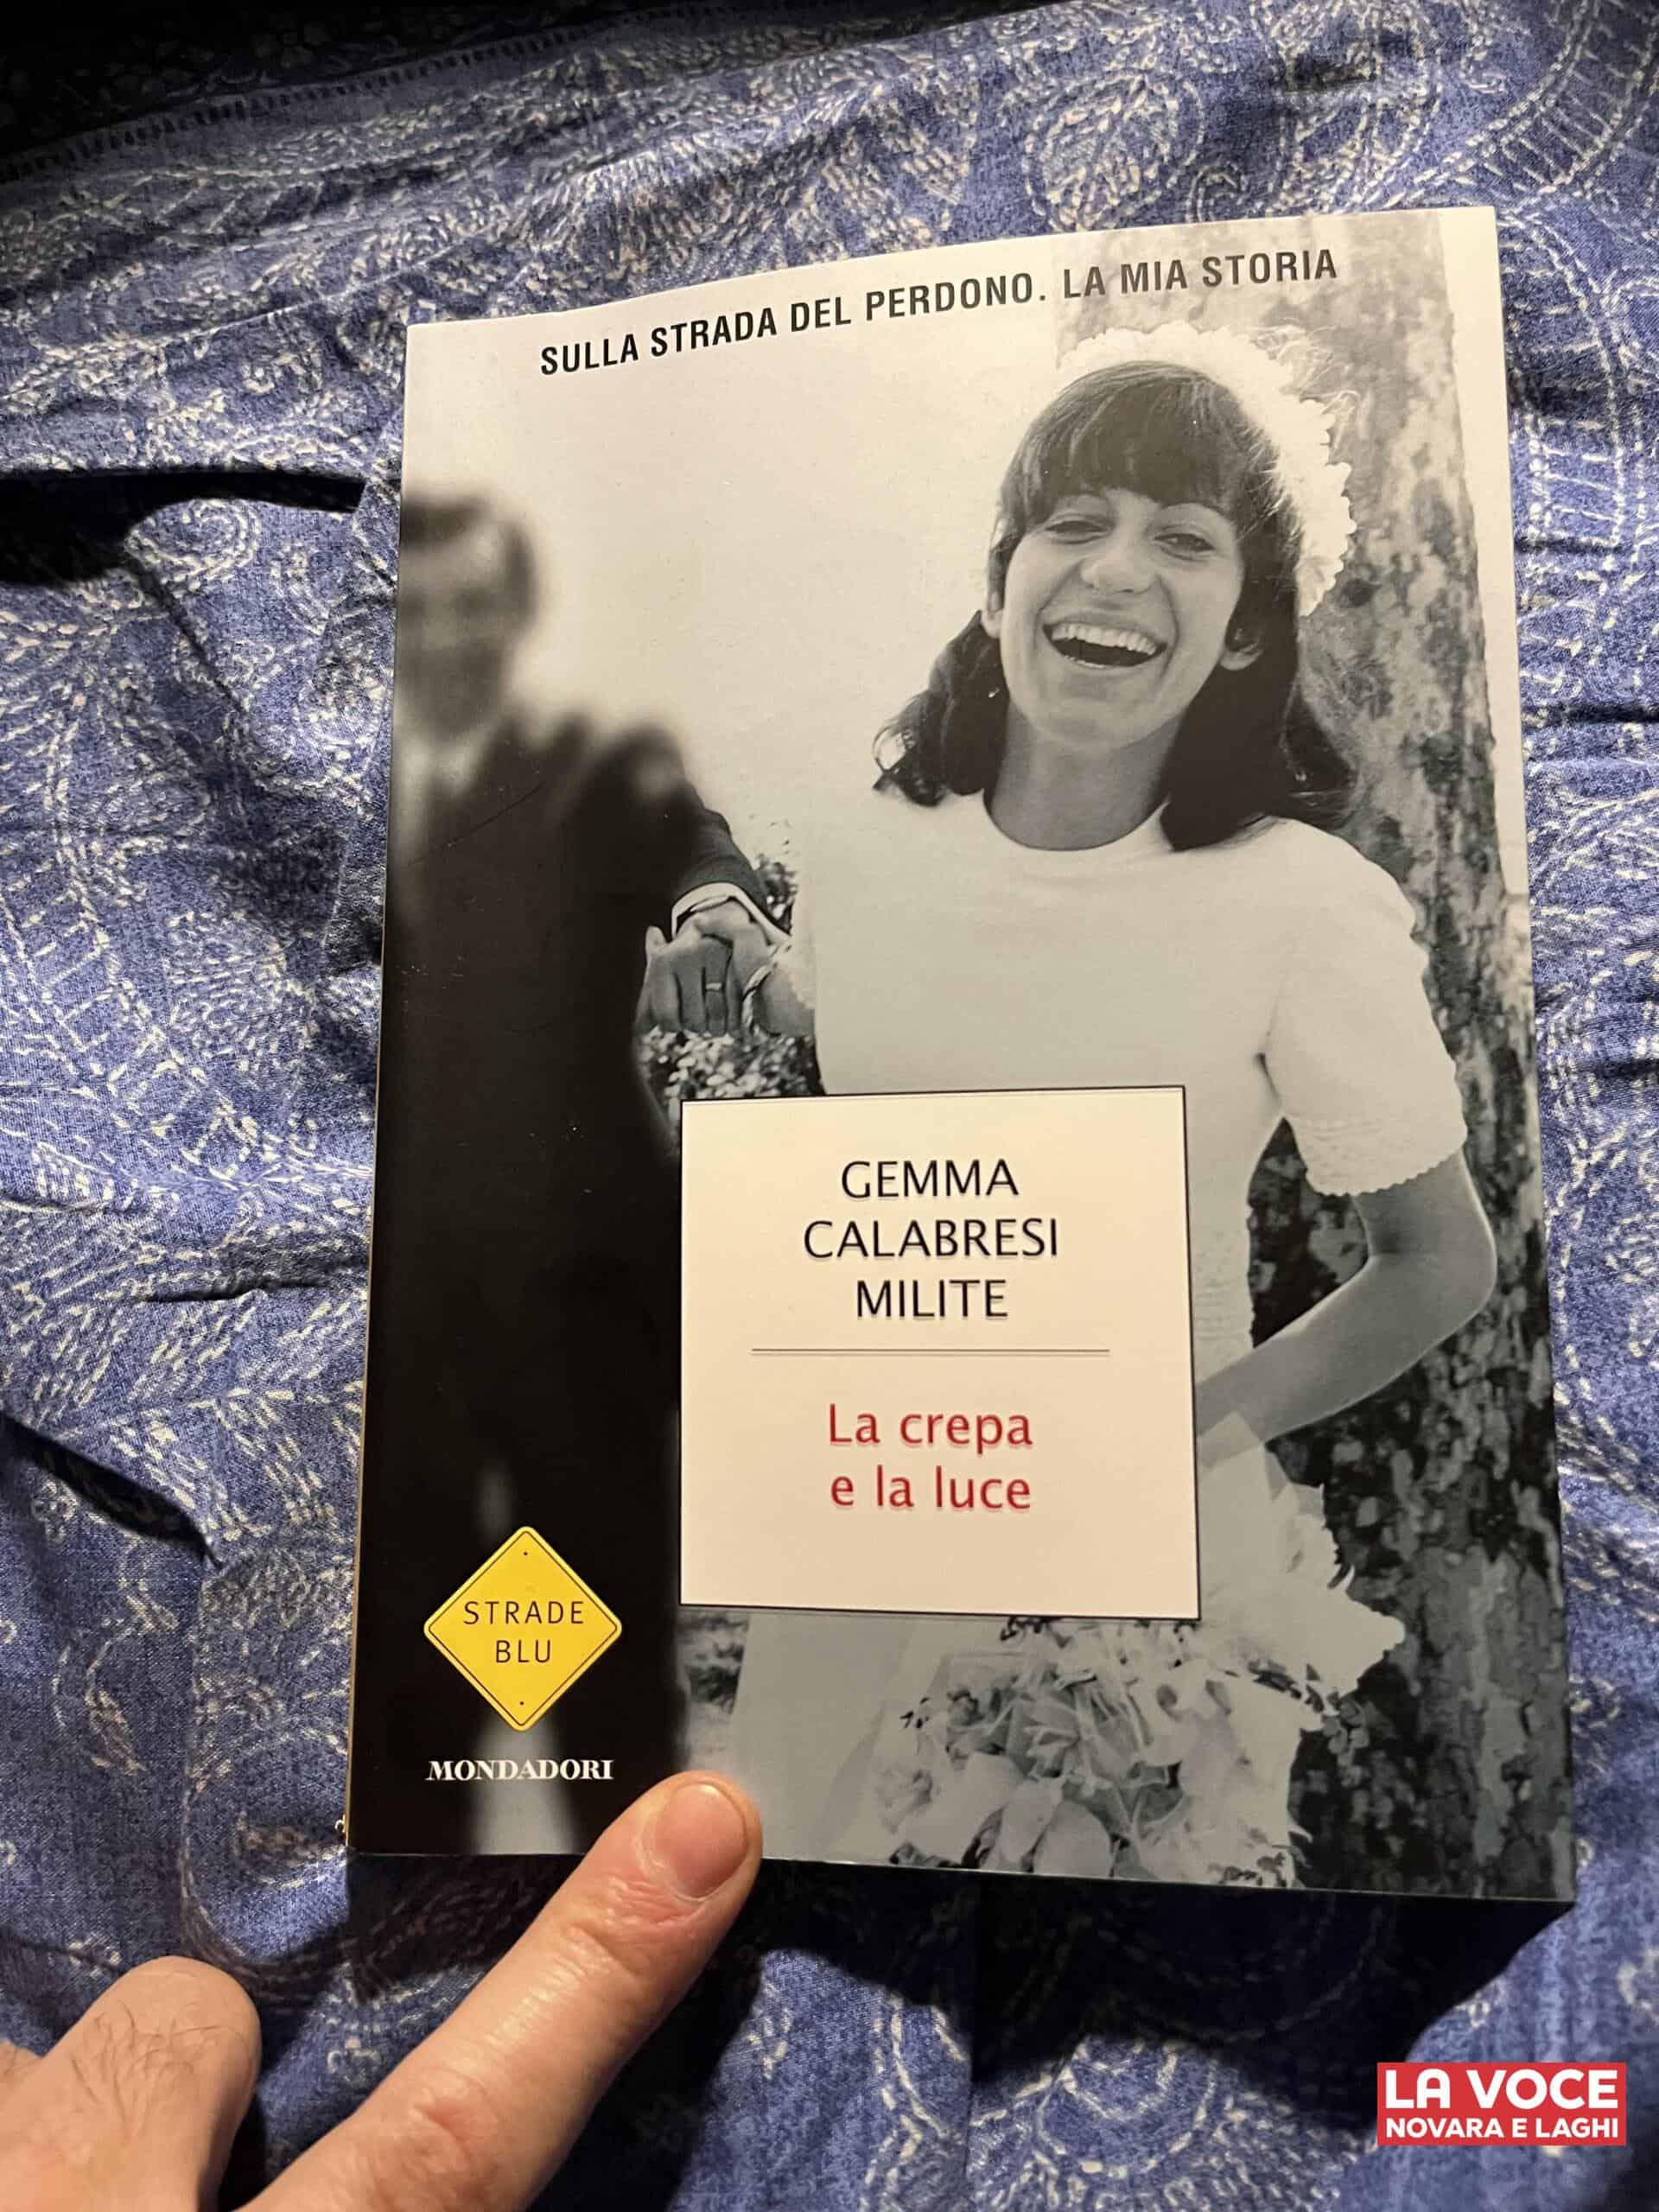 SULLA STRADA DEL PERDONO. LA MIA STORIA
GEMMA
CALABRESI
MILITE
La crepa
e la luce
STRADE
BLU
MONDADORI
LA VOCE
NOVARA E LAGHI